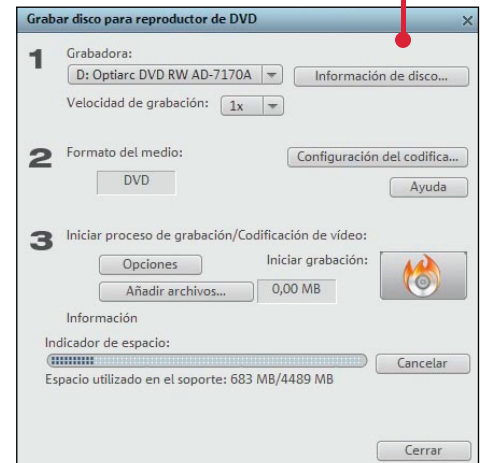 Grabar disco para reproductor de DVD
1
Grabadora:
D: Optiarc DVD RW AD-7170A
Información de disco...
Velocidad de grabación: 1x
2
Formato del medio:
Configuración del codifica...
DVD
Ayuda
3
Iniciar proceso de grabación/Codificación de vídeo:
Opciones
Iniciar grabación:
Añadir archivos...
0,00 MB
Información
Indicador de espacio:
Cancelar
Espacio utilizado en el soporte: 683 MB/4489 MB
Cerrar